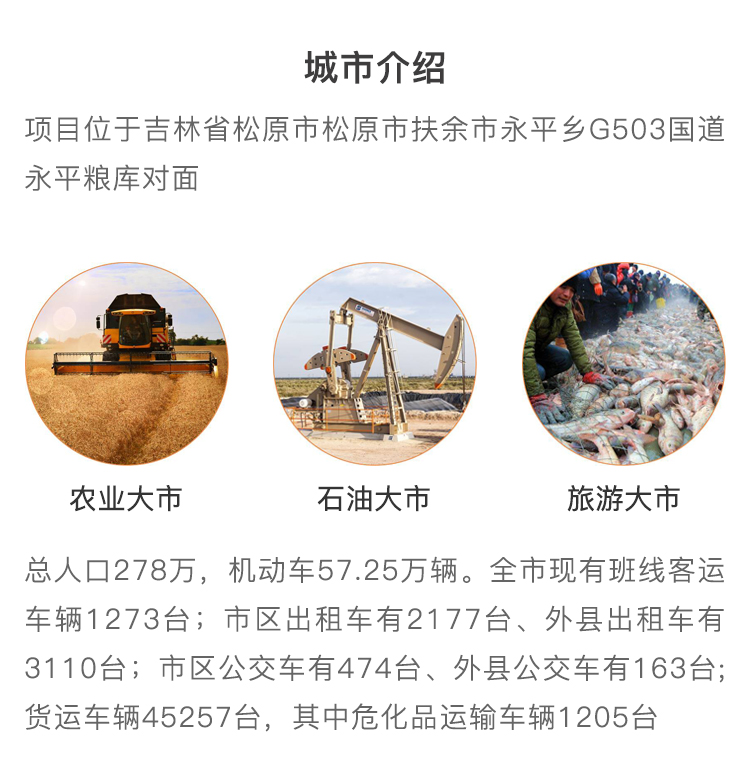 城市介绍
项目位于吉林省松原市松原市扶余市永平乡G503国道
永平粮库对面
农业大市
石油大市
旅游大市
总人口278万，机动车57.25万辆。全市现有班线客运
车辆1273台；市区出租车有2177台、外县出租车有
3110台；市区公交车有474台、外县公交车有163台;
货运车辆45257台，其中危化品运输车辆1205台